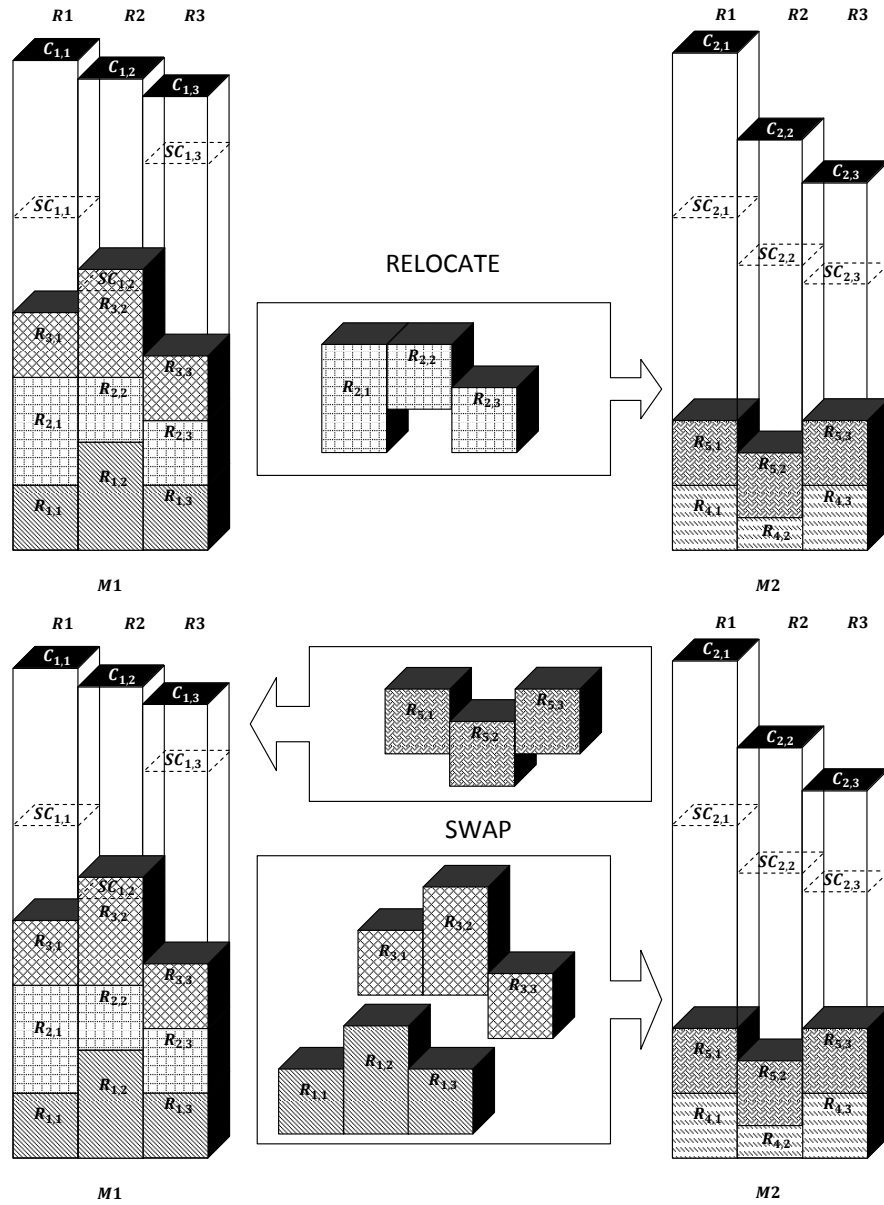 R1 R2 R3 R1 R2 R3
C1,1 C2,1
C1,2
C1,3
C2,2
SC1,3
C2,3
SC1,1 SC2,1
SC2,2
RELOCATE
SC1,2 SC2,3
R3,2
R3,1 R2,2
R3,3 R2,1
R2,2 R2,3
R2,1
R2,3 R5,1 R5,3
R5,2
R1,2
R1,1 R1,3 R4,1 R4,3
R4,2
M1 M2
R1 R2 R3 R1 R2 R3
C1,1 C2,1
C1,2
C1,3
R5,1 R5,3
R5,2
C2,2
SC1,3
C2,3
SC1,1 SC2,1
SWAP
SC2,2
SC1,2 SC2,3
R3,2 R3,2
R3,1 R3,1
R3,3 R3,3
R2,2
R2,1
R2,3 R5,1 R5,3
R1,2 R5,2
R1,2
R1,1 R1,3 R1,1 R1,3 R4,1 R4,3
R4,2
M1 M2